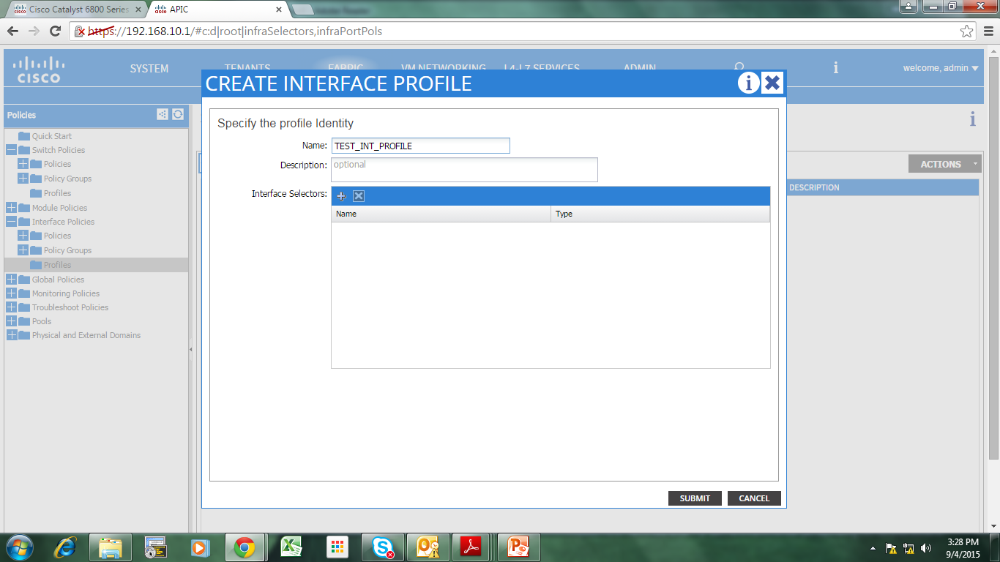 Cisco Catalyst 6800 Series
APIC
https://192.168.10.1/#c:d|root|infraSelectors,infraPortPols
CISCO
SYSTEM
TENANTS
FABRIC
VM NETWORKING
L4-L7 SERVICES
ADMIN
welcome, admin
CREATE INTERFACE PROFILE
Policies
Quick Start
Switch Policies
Policies
Policy Groups
Profiles
Module Policies
Interface Policies
Policies
Policy Groups
Profiles
Global Policies
Monitoring Policies
Troubleshoot Policies
Pools
Physical and External Domains
Specify the profile Identity
Name: TEST_INT_PROFILE
Description: optional
Interface Selectors:
Name Type
ACTIONS
DESCRIPTION
SUBMIT CANCEL
3:28 PM
9/4/2015